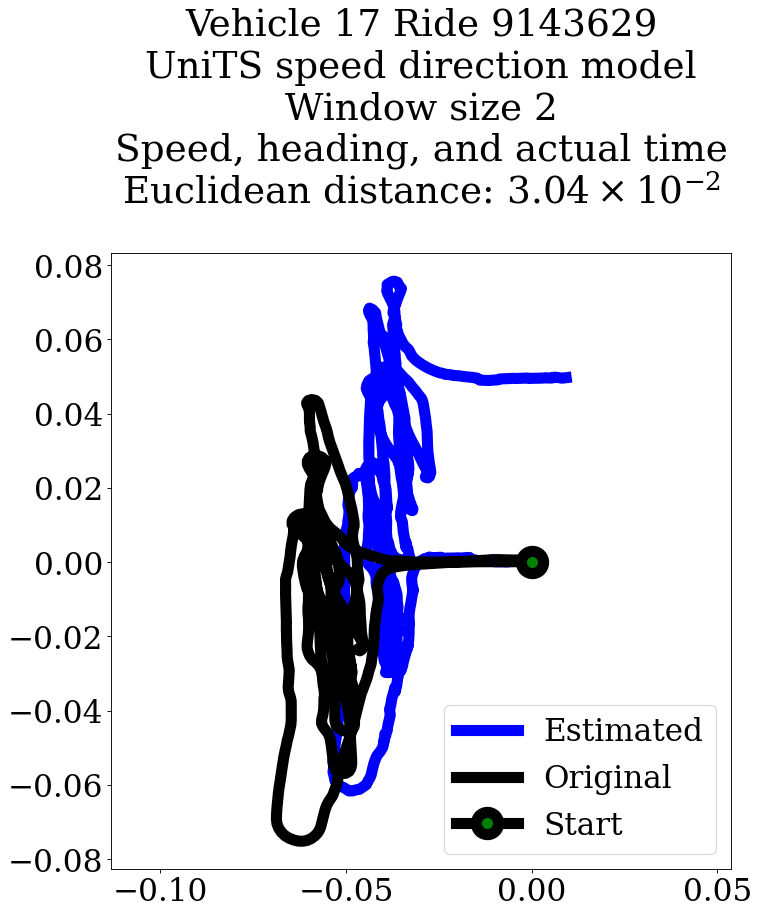 Vehicle 17 Ride 9143629
UniTS speed direction model
Window size 2
Speed, heading, and actual time
Euclidean distance: 3.04 × 10⁻²
0.08
0.06
0.04
0.02
0.00
−0.02
−0.04
−0.06
−0.08
−0.10
−0.05
0.00
0.05
Estimated
Original
Start